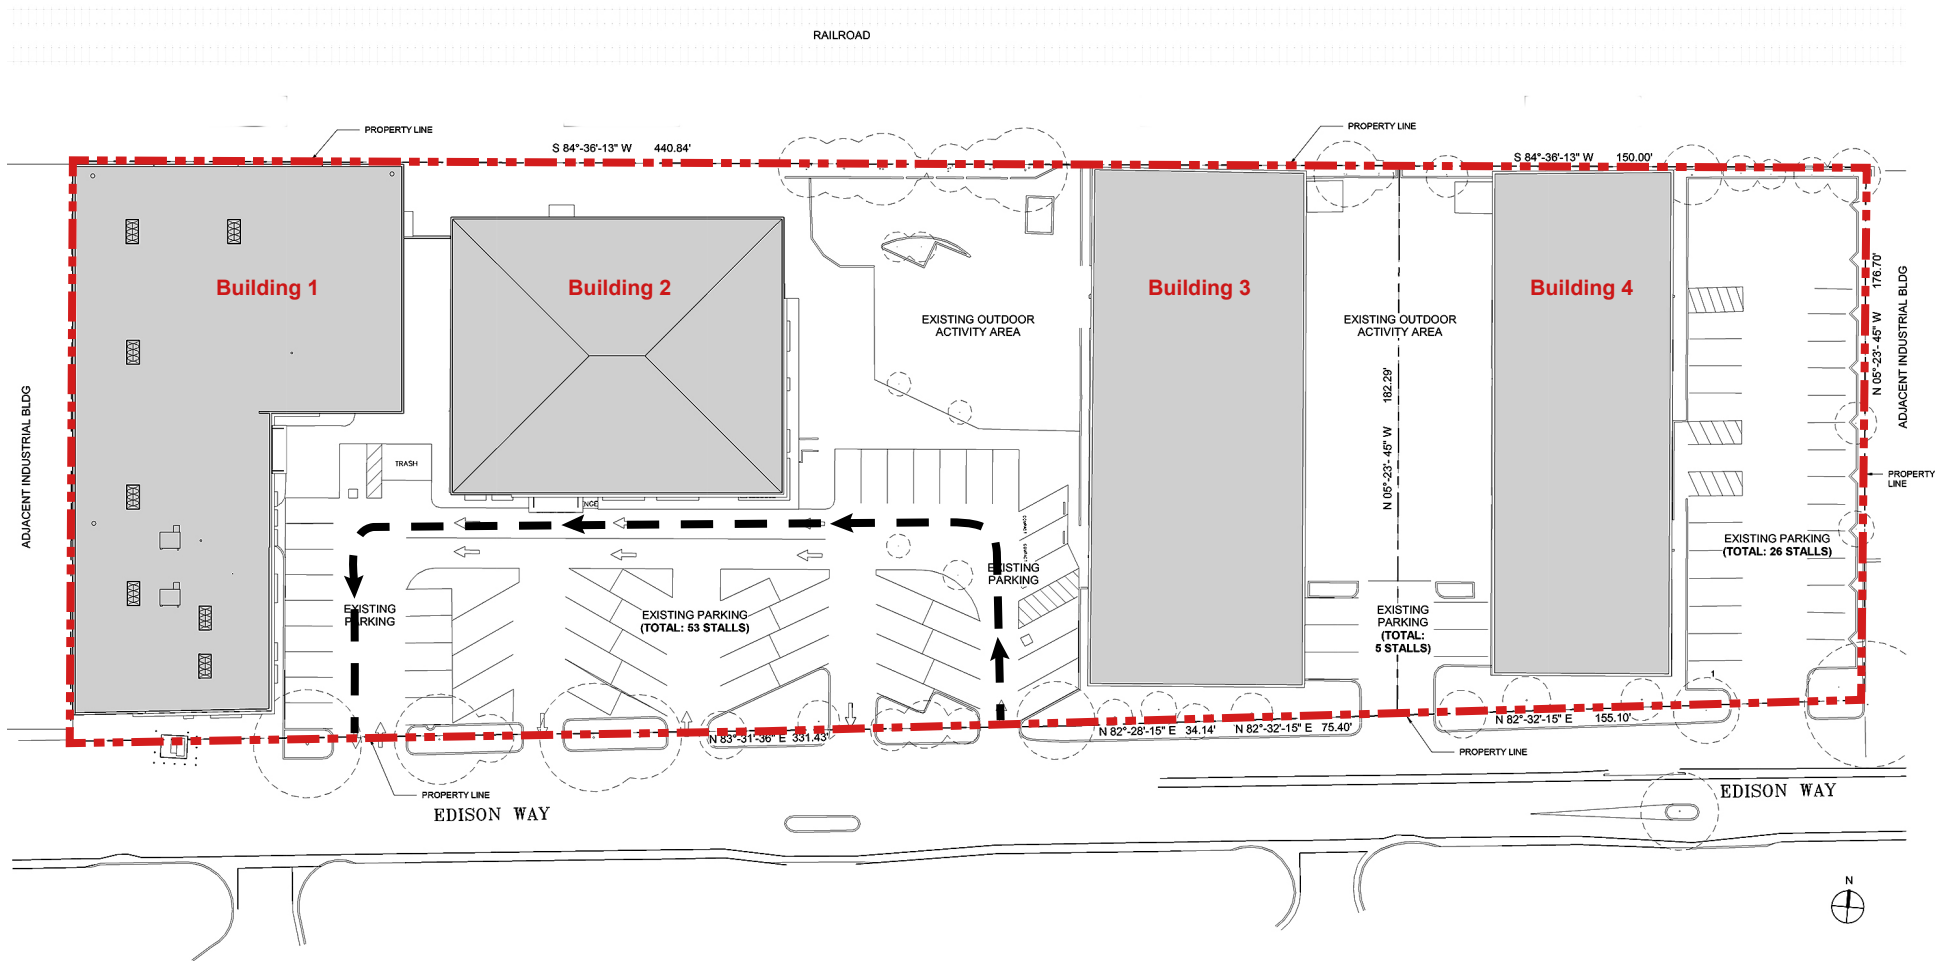 RAILROAD
PROPERTY LINE
PROPERTY LINE
S 84°-36'-13" W 440.84'
S 84°-36'-13" W 150.00'
Building 1
Building 2
Building 3
Building 4
EXISTING OUTDOOR
ACTIVITY AREA
EXISTING OUTDOOR
ACTIVITY AREA
N 05°-23'-45" W 182.29'
N 05°-23'-45" W 176.70'
ADJACENT INDUSTRIAL BLDG
ADJACENT INDUSTRIAL BLDG
TRASH
PROPERTY
LINE
EXISTING PARKING
(TOTAL: 26 STALLS)
EXISTING
PARKING
EXISTING
PARKING
EXISTING PARKING
(TOTAL: 53 STALLS)
EXISTING
PARKING
(TOTAL:
5 STALLS)
1
N 83°-31'-36" E 331.43'
N 82°-28'-15" E 34.14'
N 82°-32'-15" E 75.40'
N 82°-32'-15" E 155.10'
PROPERTY LINE
PROPERTY LINE
EDISON WAY
EDISON WAY
N